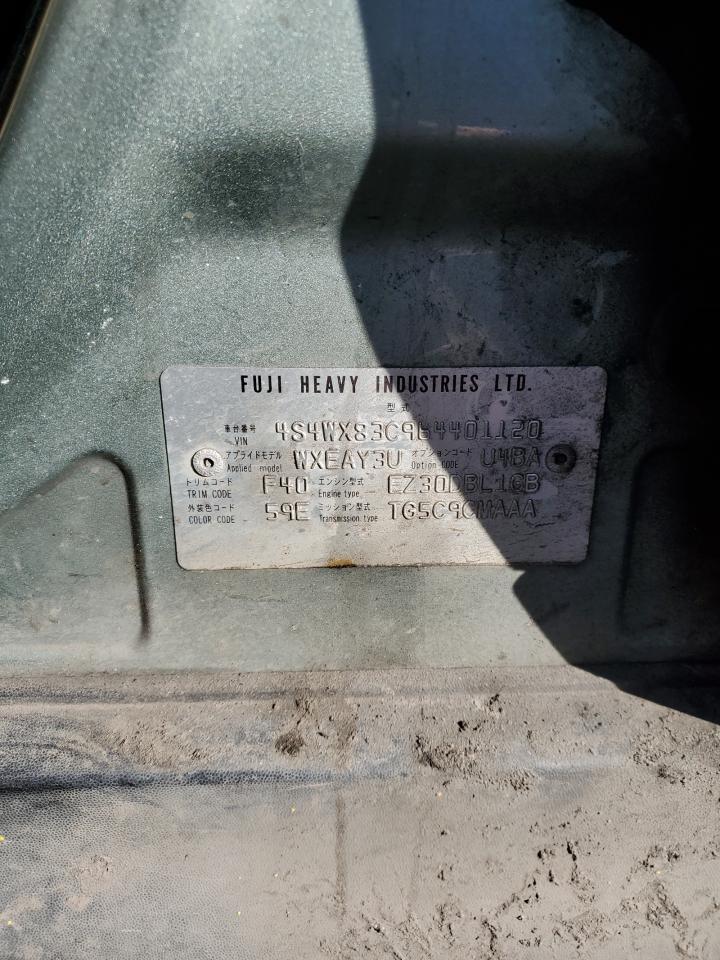 FUJI HEAVY INDUSTRIES LTD.
型式
車台番号 VIN 4S4WX83C964401120
アプライドモデル Applied model WXEAY3U オプションコード Option CODE U4BA
トリムコード TRIM CODE F40 エンジン型式 Engine type EZ30DBL1CB
外装色コード COLOR CODE 59E ミッション型式 Transmission type TG5C9CMAAA